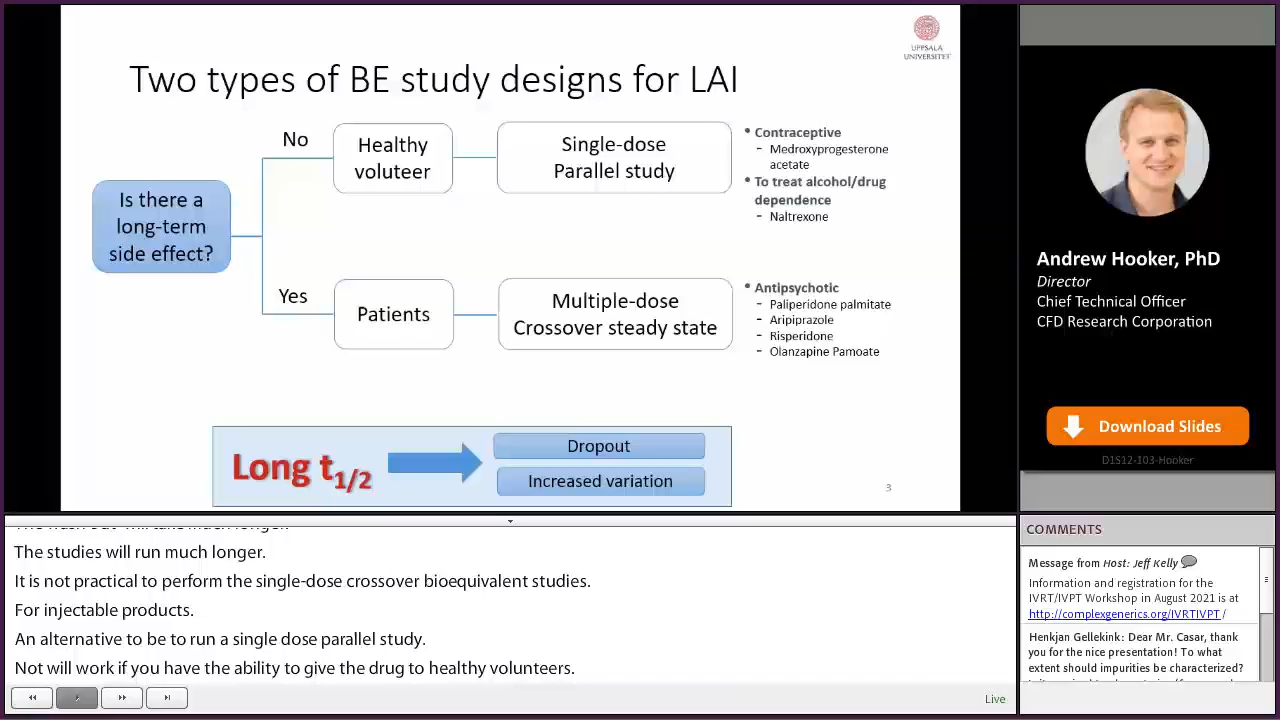 UPPSALA
UNIVERSITET
Two types of BE study designs for LAI
Is there a
long-term
side effect?
No
Healthy
voluteer
Single-dose
Parallel study
• Contraceptive
- Medroxyprogesterone
acetate
• To treat alcohol/drug
dependence
- Naltrexone
Yes
Patients
Multiple-dose
Crossover steady state
• Antipsychotic
- Paliperidone palmitate
- Aripiprazole
- Risperidone
- Olanzapine Pamoate
Long t1/2
Dropout
Increased variation
3
Andrew Hooker, PhD
Director
Chief Technical Officer
CFD Research Corporation
Download Slides
D1S12-103-Hooker
The studies will run much longer.
It is not practical to perform the single-dose crossover bioequivalent studies.
For injectable products.
An alternative to be to run a single dose parallel study.
Not will work if you have the ability to give the drug to healthy volunteers.
Live
COMMENTS
Message from Host: Jeff Kelly
Information and registration for the
IVRT/IVPT Workshop in August 2021 is at
http://complexgenerics.org/IVRTIVPT /
Henkjan Gellekink: Dear Mr. Casar, thank
you for the nice presentation! To what
extent should impurities be characterized?